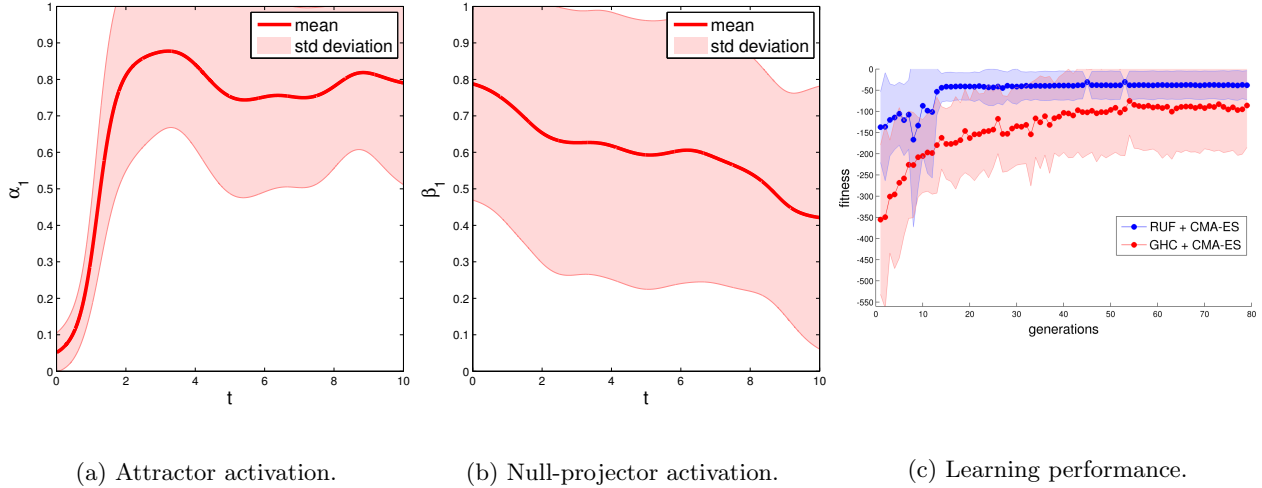 1
0.9
0.8
0.7
0.6
0.5
0.4
0.3
0.2
0.1
0
0 2 4 6 8 10
α1
t
mean
std deviation
1
0.9
0.8
0.7
0.6
0.5
0.4
0.3
0.2
0.1
0
0 2 4 6 8 10
β1
t
mean
std deviation
0
-50
-100
-150
-200
-250
-300
-350
-400
-450
-500
-550
0 10 20 30 40 50 60 70 80
fitness
generations
RUF + CMA-ES
GHC + CMA-ES
(a) Attractor activation.
(b) Null-projector activation.
(c) Learning performance.